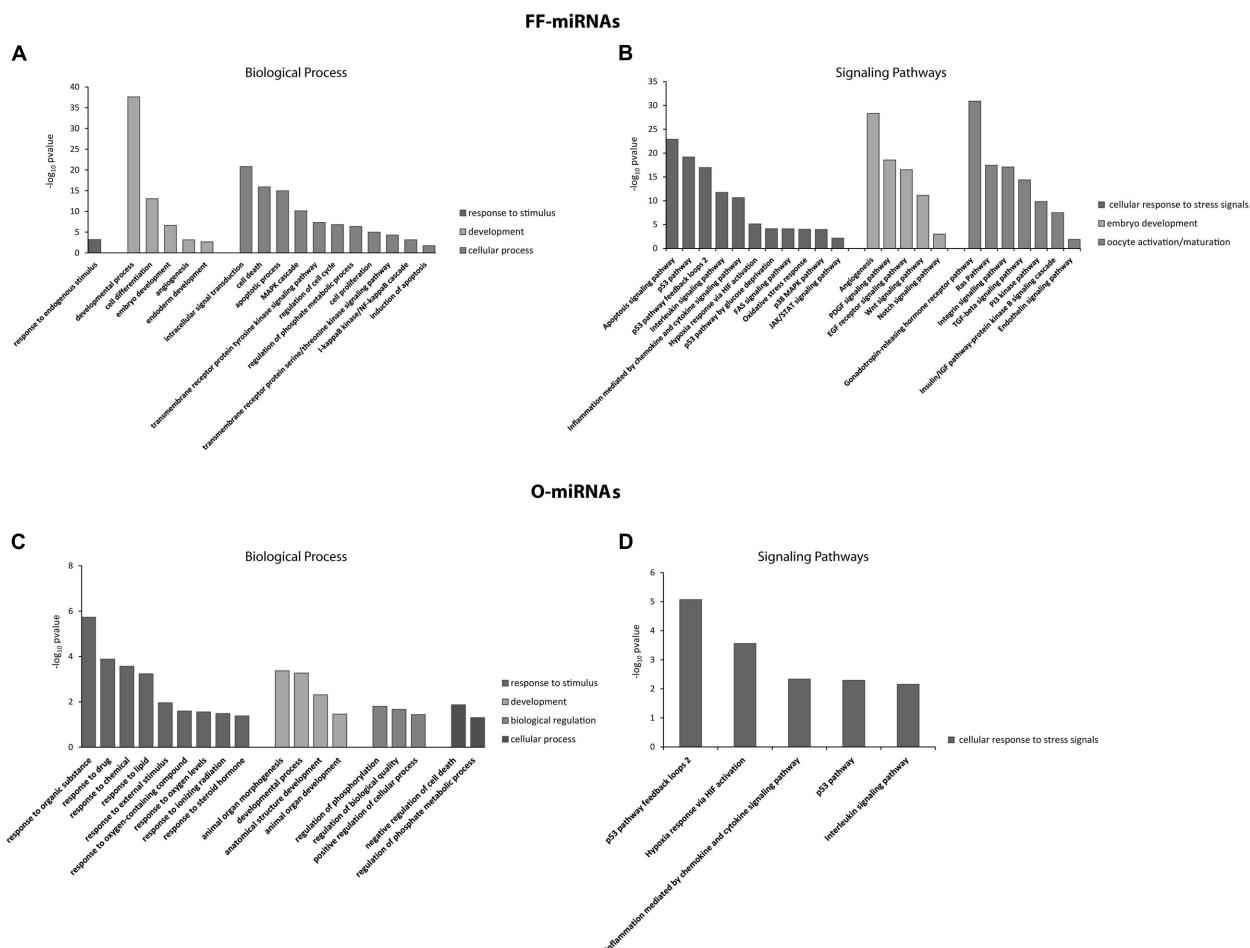 FF-miRNAs
A
Biological Process
-log10 pvalue
40
35
30
25
20
15
10
5
0
response to endogenous stimulus
developmental process
cell differentiation
embryo development
angiogenesis
endoderm development
intracellular signal transduction
cell death
apoptotic process
MAPK cascade
transmembrane receptor protein tyrosine kinase signaling pathway
regulation of cell cycle
regulation of phosphate metabolic process
cell proliferation
transmembrane receptor protein serine/threonine kinase signaling pathway
I-kappaB kinase/NF-kappaB cascade
induction of apoptosis
response to stimulus
development
cellular process
B
Signaling Pathways
-log10 pvalue
35
30
25
20
15
10
5
0
Apoptosis signaling pathway
p53 pathway
p53 pathway feedback loops 2
Interleukin signaling pathway
Inflammation mediated by chemokine and cytokine signaling pathway
Hypoxia response via HIF activation
p53 pathway by glucose deprivation
FAS signaling pathway
Oxidative stress response
p38 MAPK pathway
JAK/STAT signaling pathway
Angiogenesis
PDGF signaling pathway
EGF receptor signaling pathway
Wnt signaling pathway
Notch signaling pathway
Gonadotropin-releasing hormone receptor pathway
Ras Pathway
Integrin signaling pathway
TGF-beta signaling pathway
PI3 kinase pathway
Insulin/IGF pathway-protein kinase B signaling cascade
Endothelin signaling pathway
cellular response to stress signals.
embryo development
oocyte activation/maturation
O-miRNAs
C
Biological Process
-log10 pvalue
8
6
4
2
0
response to organic substance
response to drug
response to chemical
response to lipid
response to external stimulus
response to oxygen-containing compound
response to oxygen levels
response to ionizing radiation
response to steroid hormone
animal organ morphogenesis
developmental process
anatomical structure development
animal organ development
regulation of phosphorylation
regulation of biological quality
positive regulation of cellular process
negative regulation of cell death
regulation of phosphate metabolic process
response to stimulus
development
biological regulation
cellular process
D
Signaling Pathways
-log10 pvalue
6
5
4
3
2
1
0
p53 pathway feedback loops 2
Hypoxia response via HIF activation
Inflammation mediated by chemokine and cytokine signaling pathway
p53 pathway
Interleukin signaling pathway
cellular response to stress signals